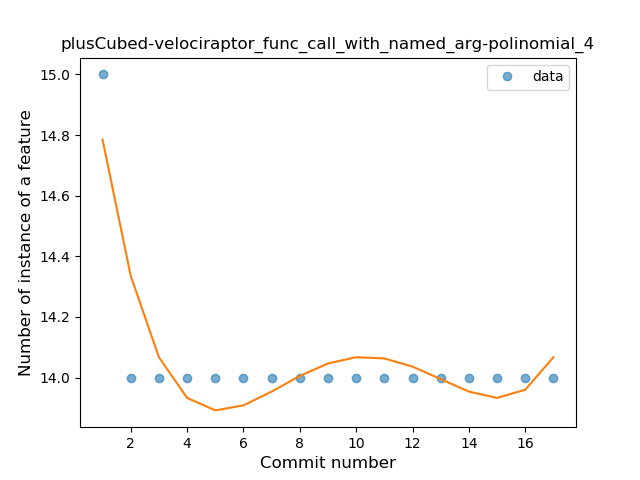 plusCubed-velociraptor_func_call_with_named_arg-polinomial_4
data
Number of instance of a feature
15.0
14.8
14.6
14.4
14.2
14.0
2 4 6 8 10 12 14 16
Commit number